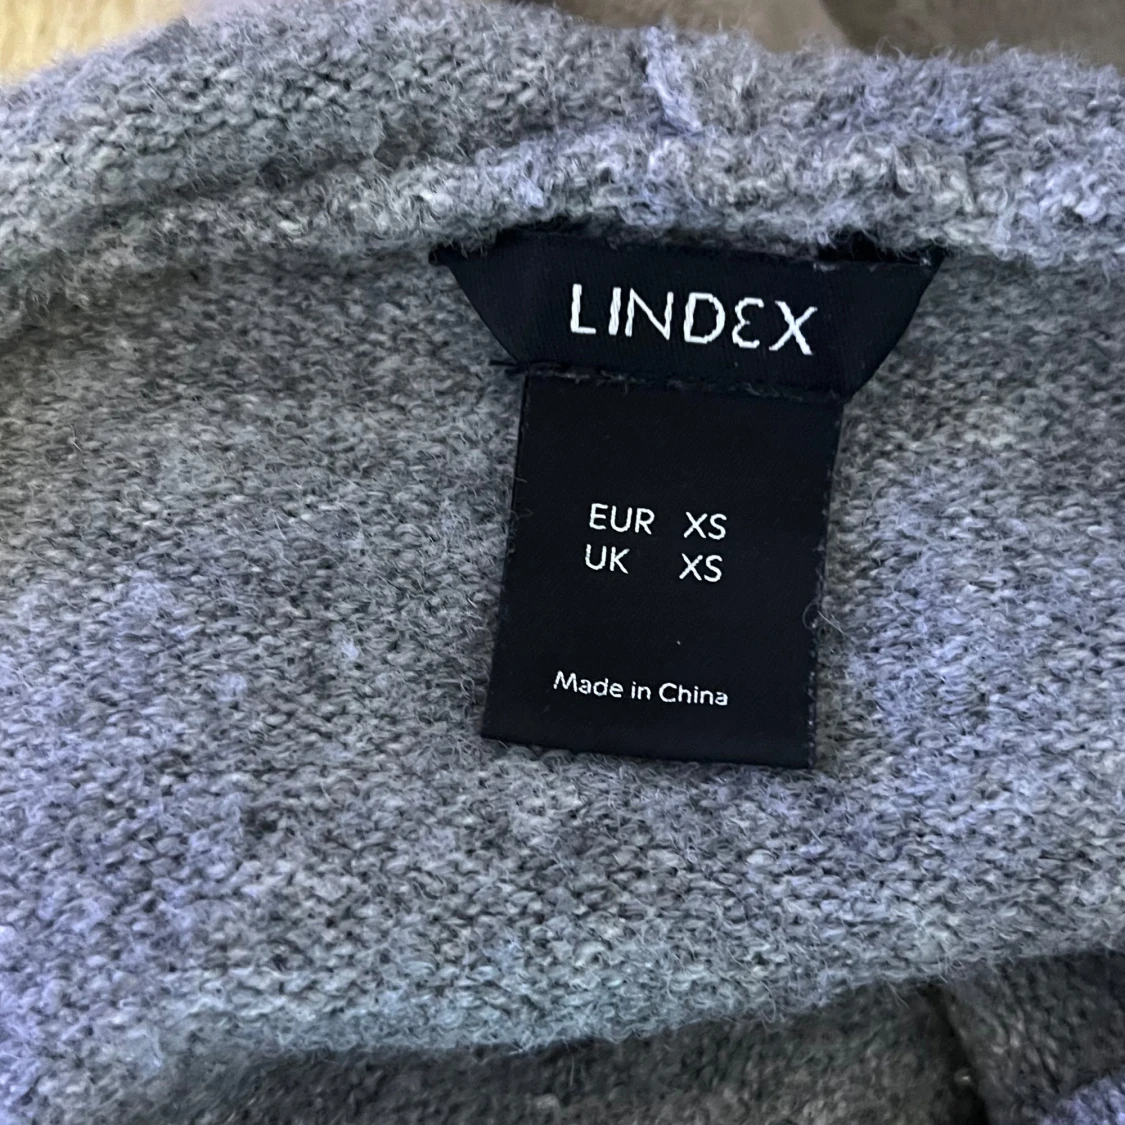 LINDEX
EUR XS
UK XS
Made in China